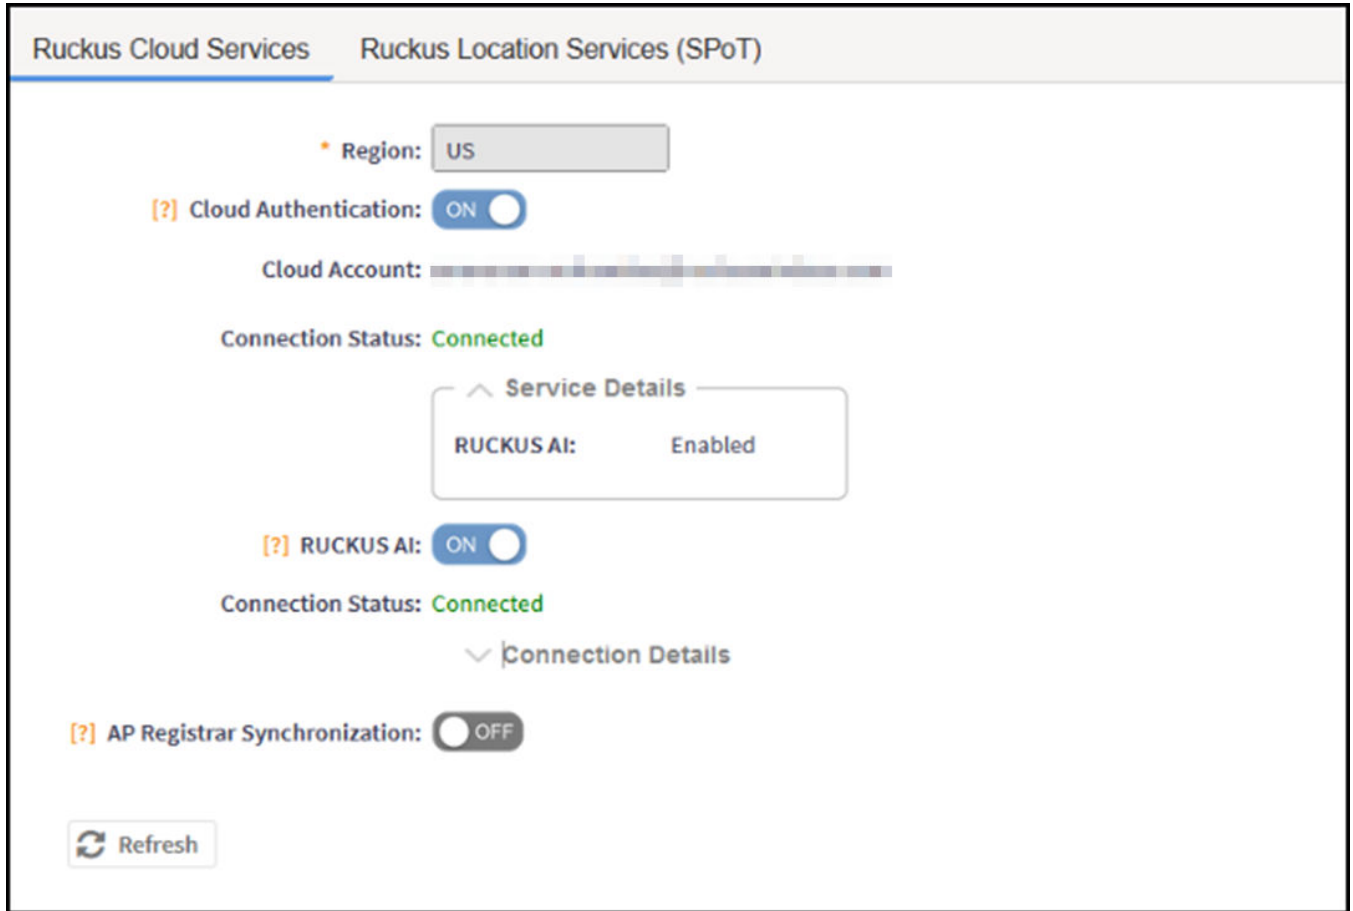 Ruckus Cloud Services Ruckus Location Services (SPoT)
* Region: US
[?] Cloud Authentication: ON
Cloud Account:
Connection Status: Connected
Service Details
RUCKUS AI: Enabled
[?] RUCKUS AI: ON
Connection Status: Connected
Connection Details
[?] AP Registrar Synchronization: OFF
Refresh